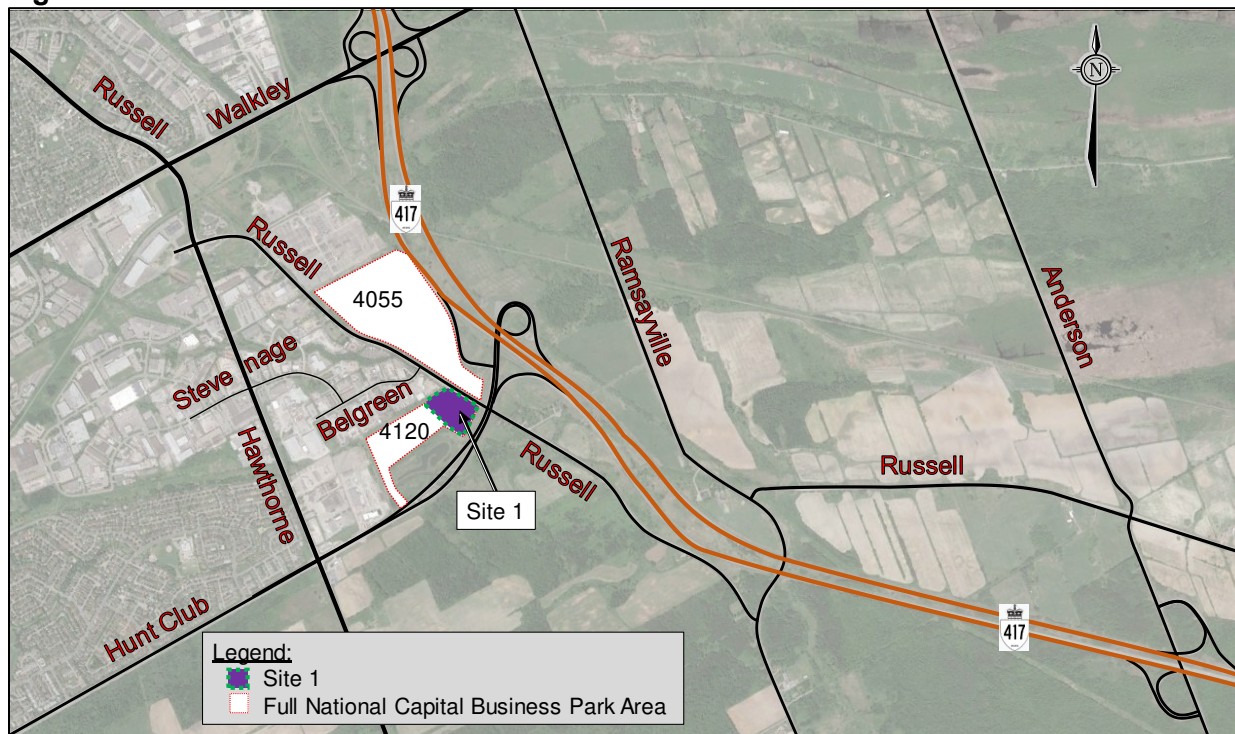 Russell
Walkley
N
417
Russell
Ramsayville
4055
Anderson
Steve nage
Belgreen
4120
Russell
Russell
Site 1
Hawthorne
Hunt Club
417
Legend:
Site 1
Full National Capital Business Park Area